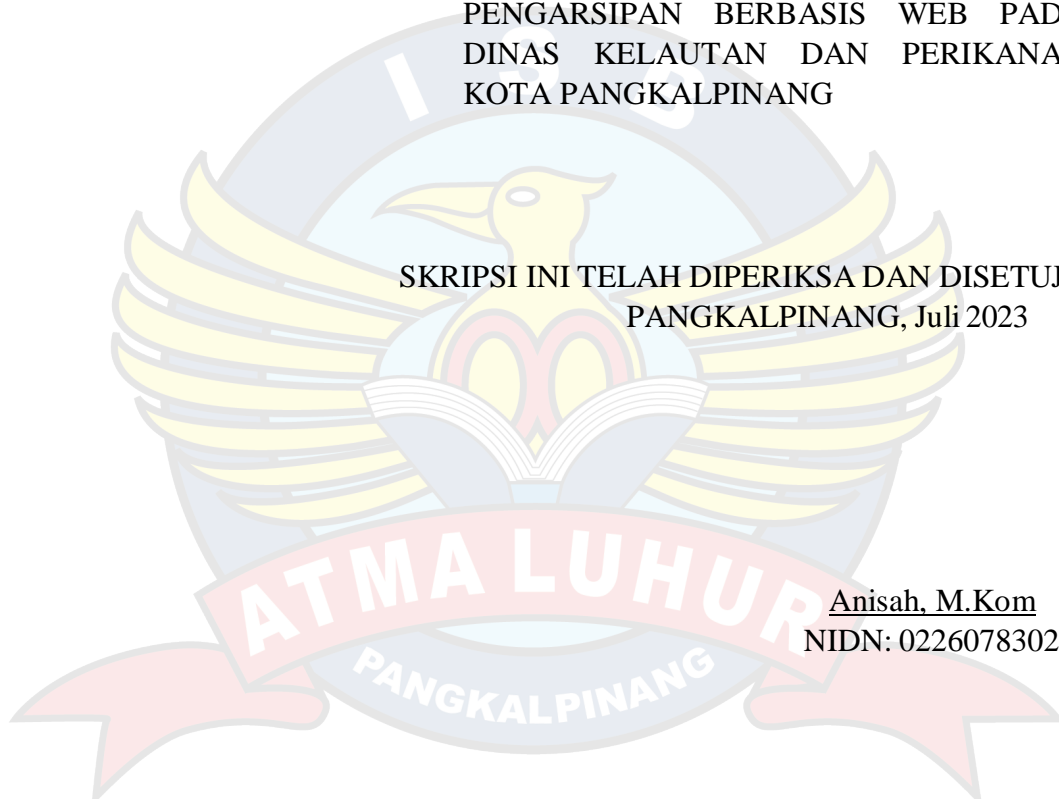 PENGARSIPAN BERBASIS WEB PAD
DINAS KELAUTAN DAN PERIKANA
KOTA PANGKALPINANG
SKRIPSI INI TELAH DIPERIKSA DAN DISETUJ
PANGKALPINANG, Juli 2023
Anisah, M.Kom
NIDN: 0226078302
ATMA LUHUR
PANGKALPINANG